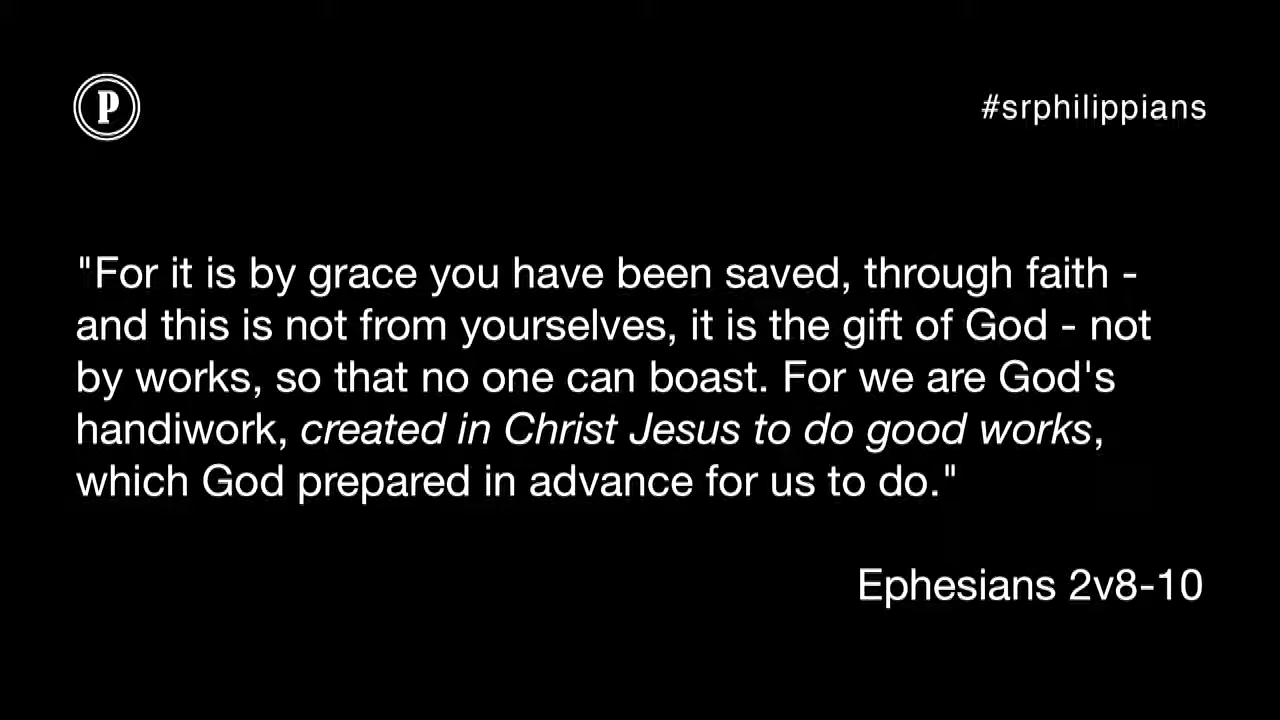 P
#srphilippians
"For it is by grace you have been saved, through faith -
and this is not from yourselves, it is the gift of God - not
by works, so that no one can boast. For we are God's
handiwork, created in Christ Jesus to do good works,
which God prepared in advance for us to do."
Ephesians 2v8-10